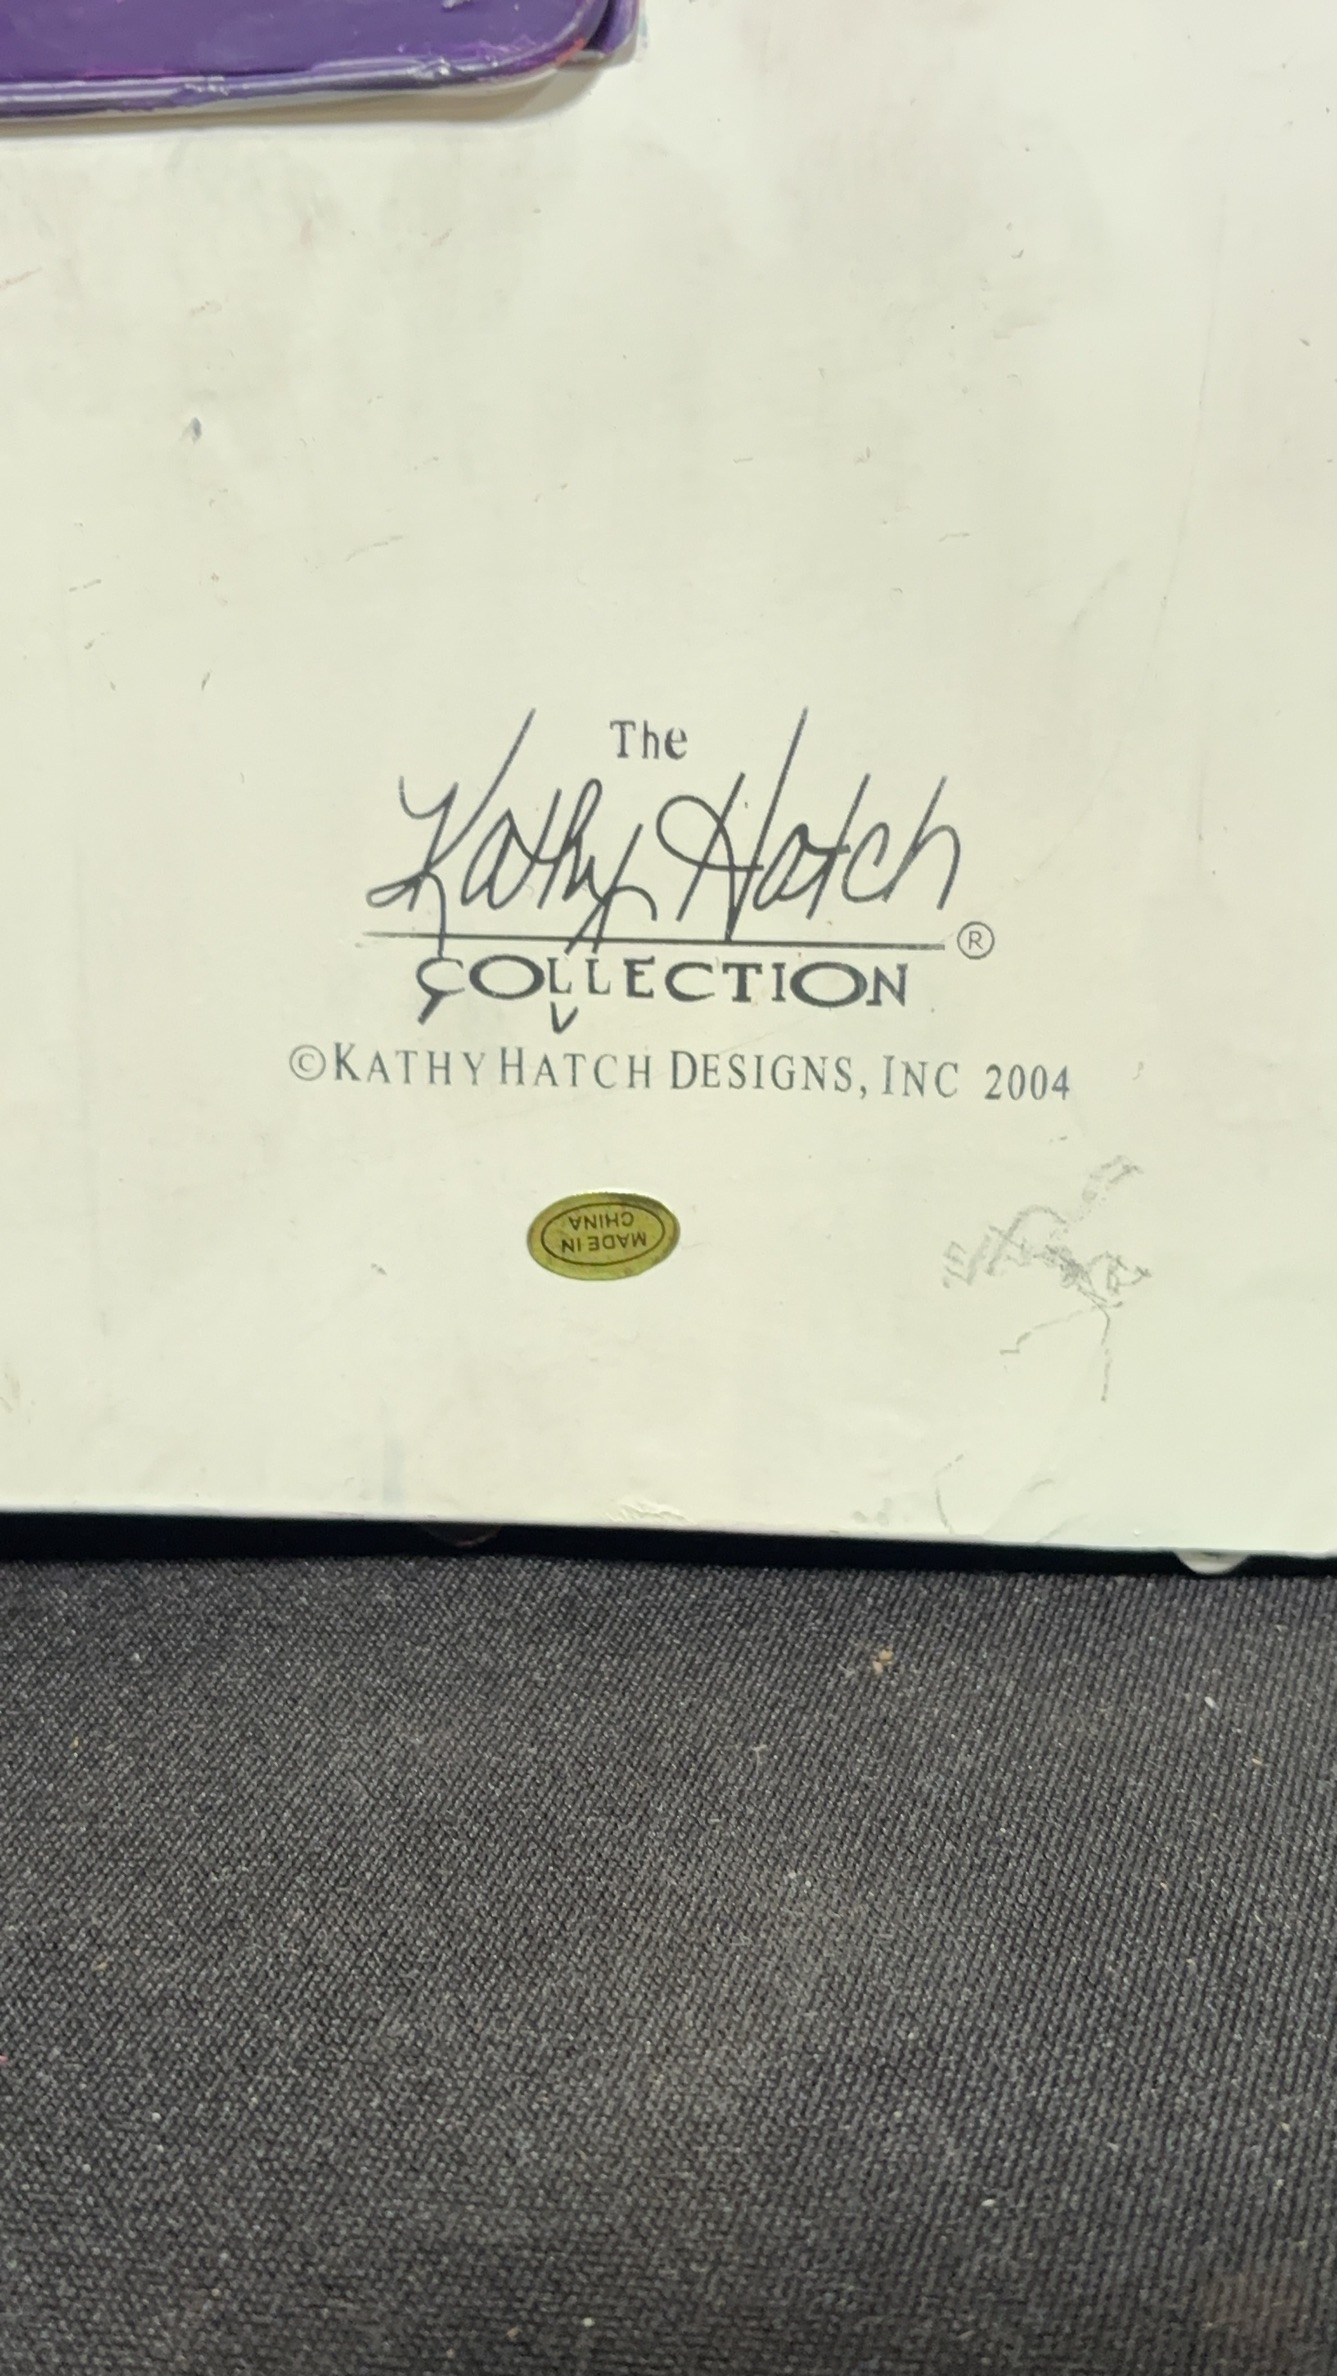 The
Kathy Hatch
®
COLLECTION
©KATHY HATCH DESIGNS, INC 2004
MADE IN
CHINA